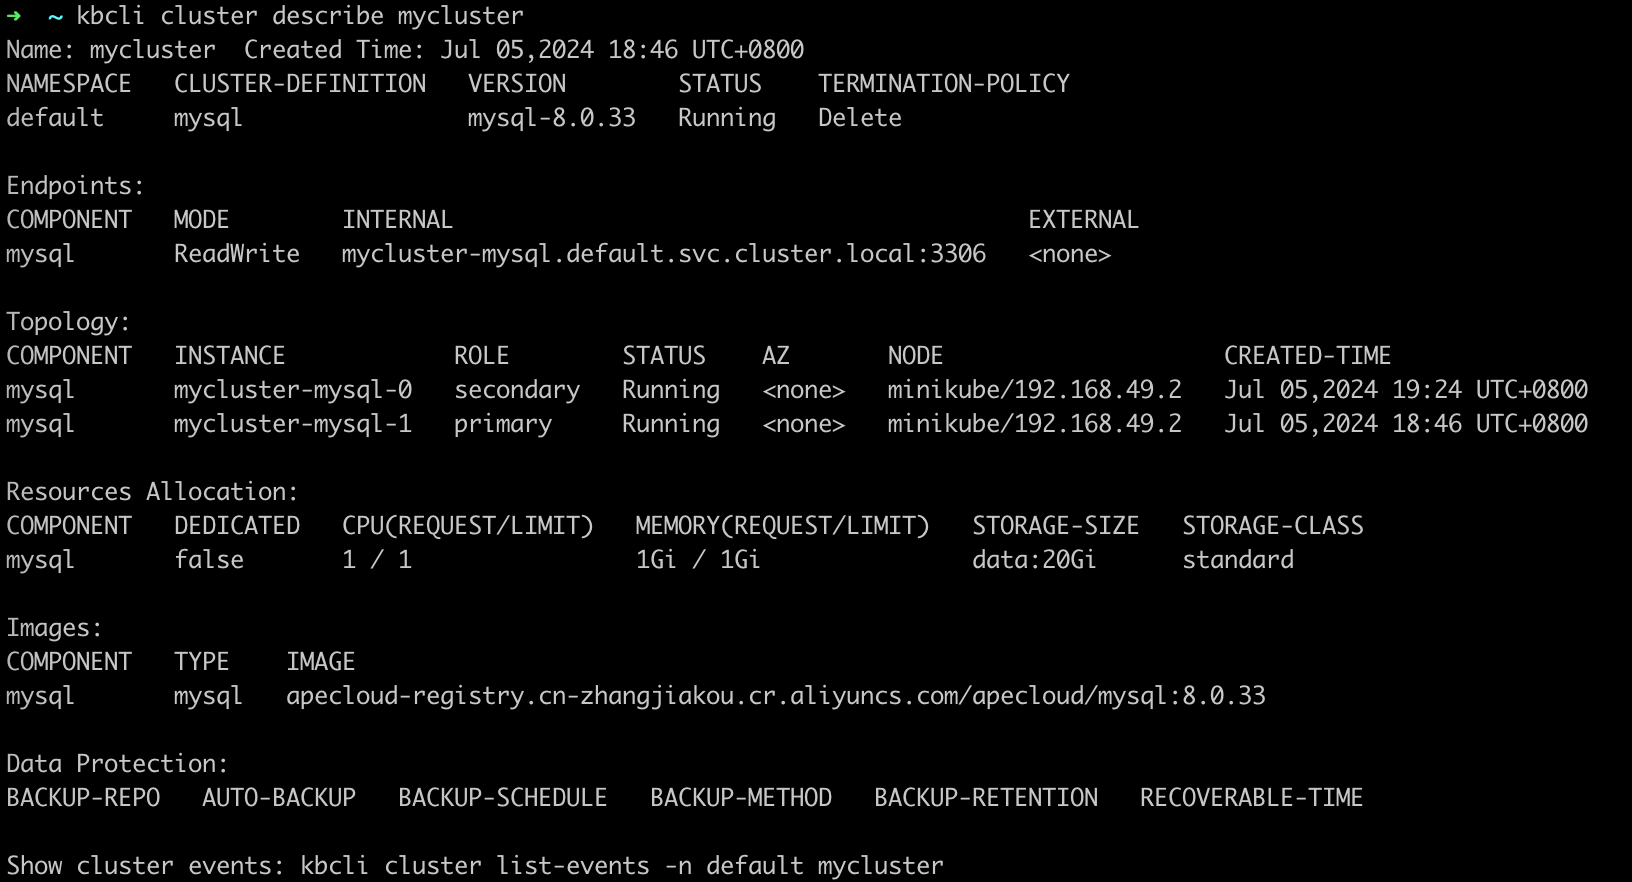 ➜  ~ kbcli cluster describe mycluster
Name: mycluster  Created Time: Jul 05,2024 18:46 UTC+0800
NAMESPACE   CLUSTER-DEFINITION   VERSION        STATUS    TERMINATION-POLICY
default     mysql                mysql-8.0.33   Running   Delete

Endpoints:
COMPONENT   MODE        INTERNAL                                         EXTERNAL
mysql       ReadWrite   mycluster-mysql.default.svc.cluster.local:3306   <none>

Topology:
COMPONENT   INSTANCE            ROLE        STATUS    AZ       NODE                    CREATED-TIME
mysql       mycluster-mysql-0   secondary   Running   <none>   minikube/192.168.49.2   Jul 05,2024 19:24 UTC+0800
mysql       mycluster-mysql-1   primary     Running   <none>   minikube/192.168.49.2   Jul 05,2024 18:46 UTC+0800

Resources Allocation:
COMPONENT   DEDICATED   CPU(REQUEST/LIMIT)   MEMORY(REQUEST/LIMIT)   STORAGE-SIZE   STORAGE-CLASS
mysql       false       1 / 1                1Gi / 1Gi               data:20Gi      standard

Images:
COMPONENT   TYPE    IMAGE
mysql       mysql   apecloud-registry.cn-zhangjiakou.cr.aliyuncs.com/apecloud/mysql:8.0.33

Data Protection:
BACKUP-REPO   AUTO-BACKUP   BACKUP-SCHEDULE   BACKUP-METHOD   BACKUP-RETENTION   RECOVERABLE-TIME

Show cluster events: kbcli cluster list-events -n default mycluster